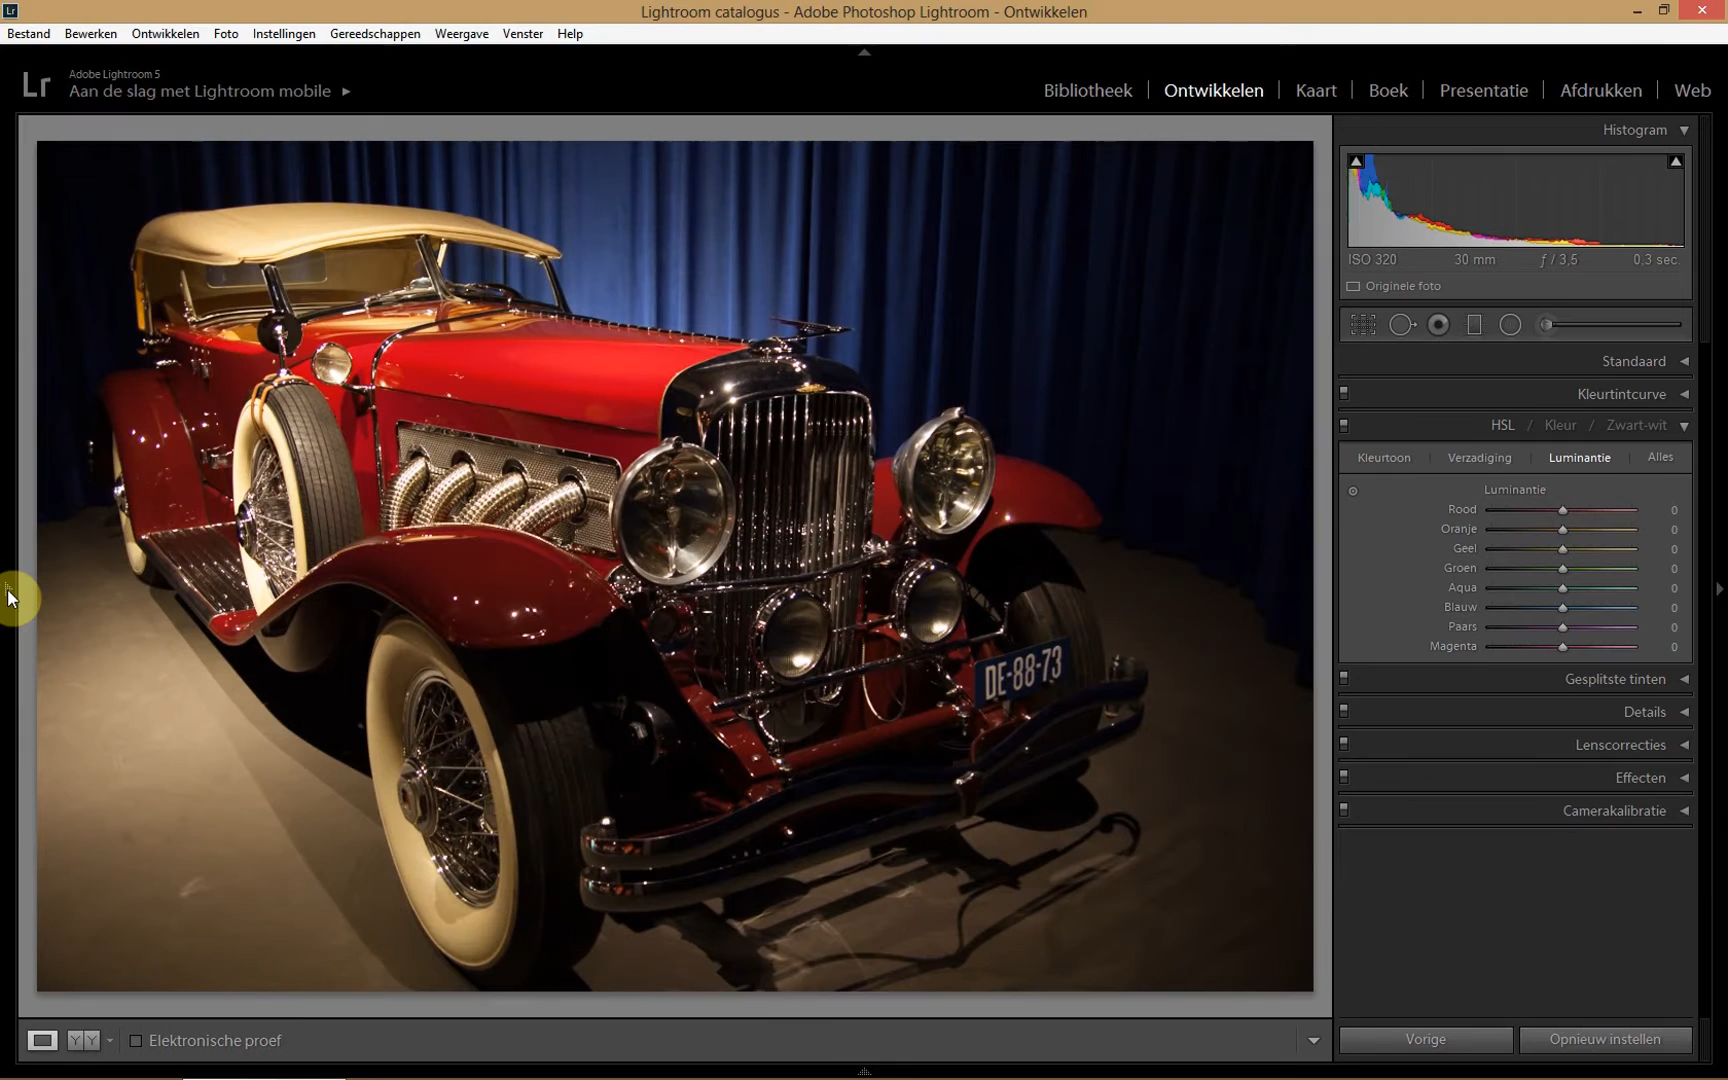 Lightroom catalogus - Adobe Photoshop Lightroom - Ontwikkelen
Bestand Bewerken Ontwikkelen Foto Instellingen Gereedschappen Weergave Venster Help
Lr
Adobe Lightroom 5
Aan de slag met Lightroom mobile
Bibliotheek | Ontwikkelen | Kaart | Boek | Presentatie | Afdrukken | Web
Histogram
ISO 320 30 mm ƒ / 3,5 0,3 sec.
Originele foto
Standaard
Kleurtintcurve
HSL / Kleur / Zwart-wit
Kleurtoon Verzadiging Luminantie Alles
Luminantie
Rood 0
Oranje 0
Geel 0
Groen 0
Aqua 0
Blauw 0
Paars 0
Magenta 0
DE-88-73
Gesplitste tinten
Details
Lenscorrecties
Effecten
Camerakalibratie
Y Y Elektronische proef
Vorige Opnieuw instellen